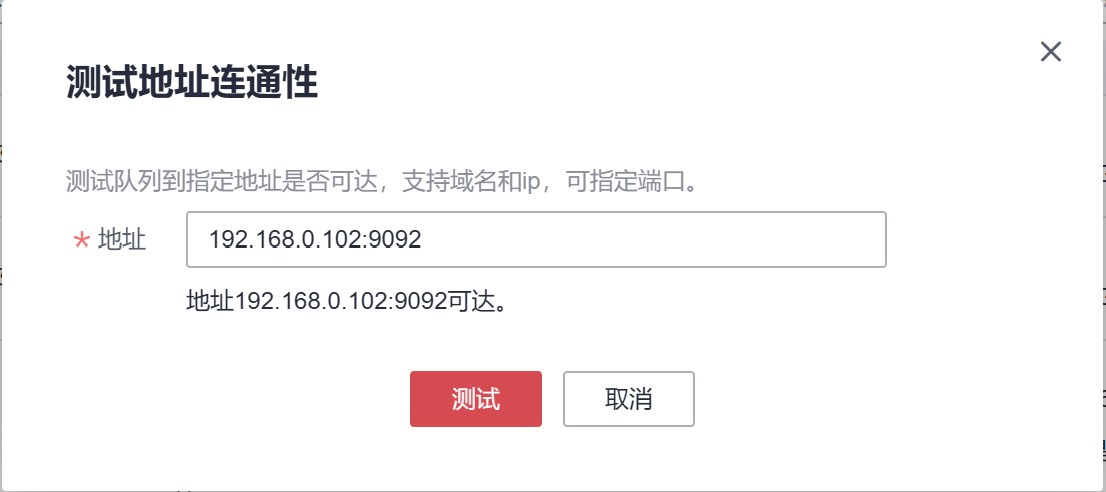 测试地址连通性
测试队列到指定地址是否可达，支持域名和ip，可指定端口。
* 地址 192.168.0.102:9092
地址192.168.0.102:9092可达。
测试 取消